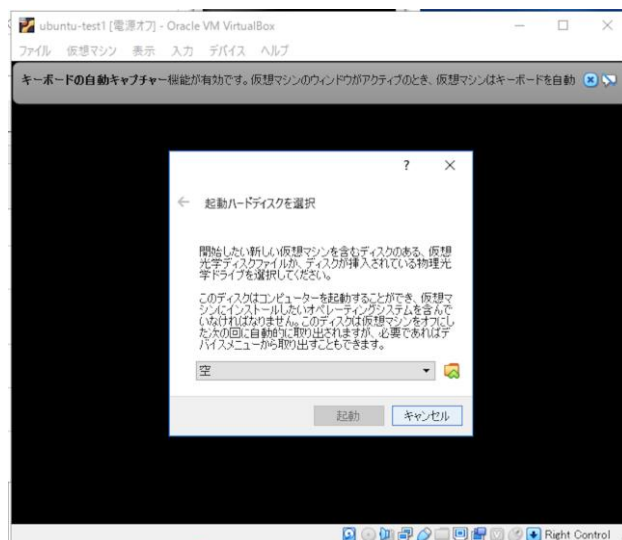 ubuntu-test1 [電源オフ] - Oracle VM VirtualBox
ファイル 仮想マシン 表示 入力 デバイス ヘルプ
キーボードの自動キャプチャー機能が有効です。仮想マシンのウィンドウがアクティブのとき、仮想マシンはキーボードを自動
?
起動ハードディスクを選択
開始したい新しい仮想マシンを含むディスクのある、仮想
光学ディスクファイルか、ディスクが挿入されている物理光
学ドライブを選択してください。
このディスクはコンピューターを起動することができ、仮想マ
シンにインストールしたいオペレーティングシステムを含んで
いなければなりません。このディスクは仮想マシンをオフにし
た次の回に自動的に取り出されますが、必要であればデ
バイスメニューから取り出すこともできます。
空
起動 キャンセル
Right Control